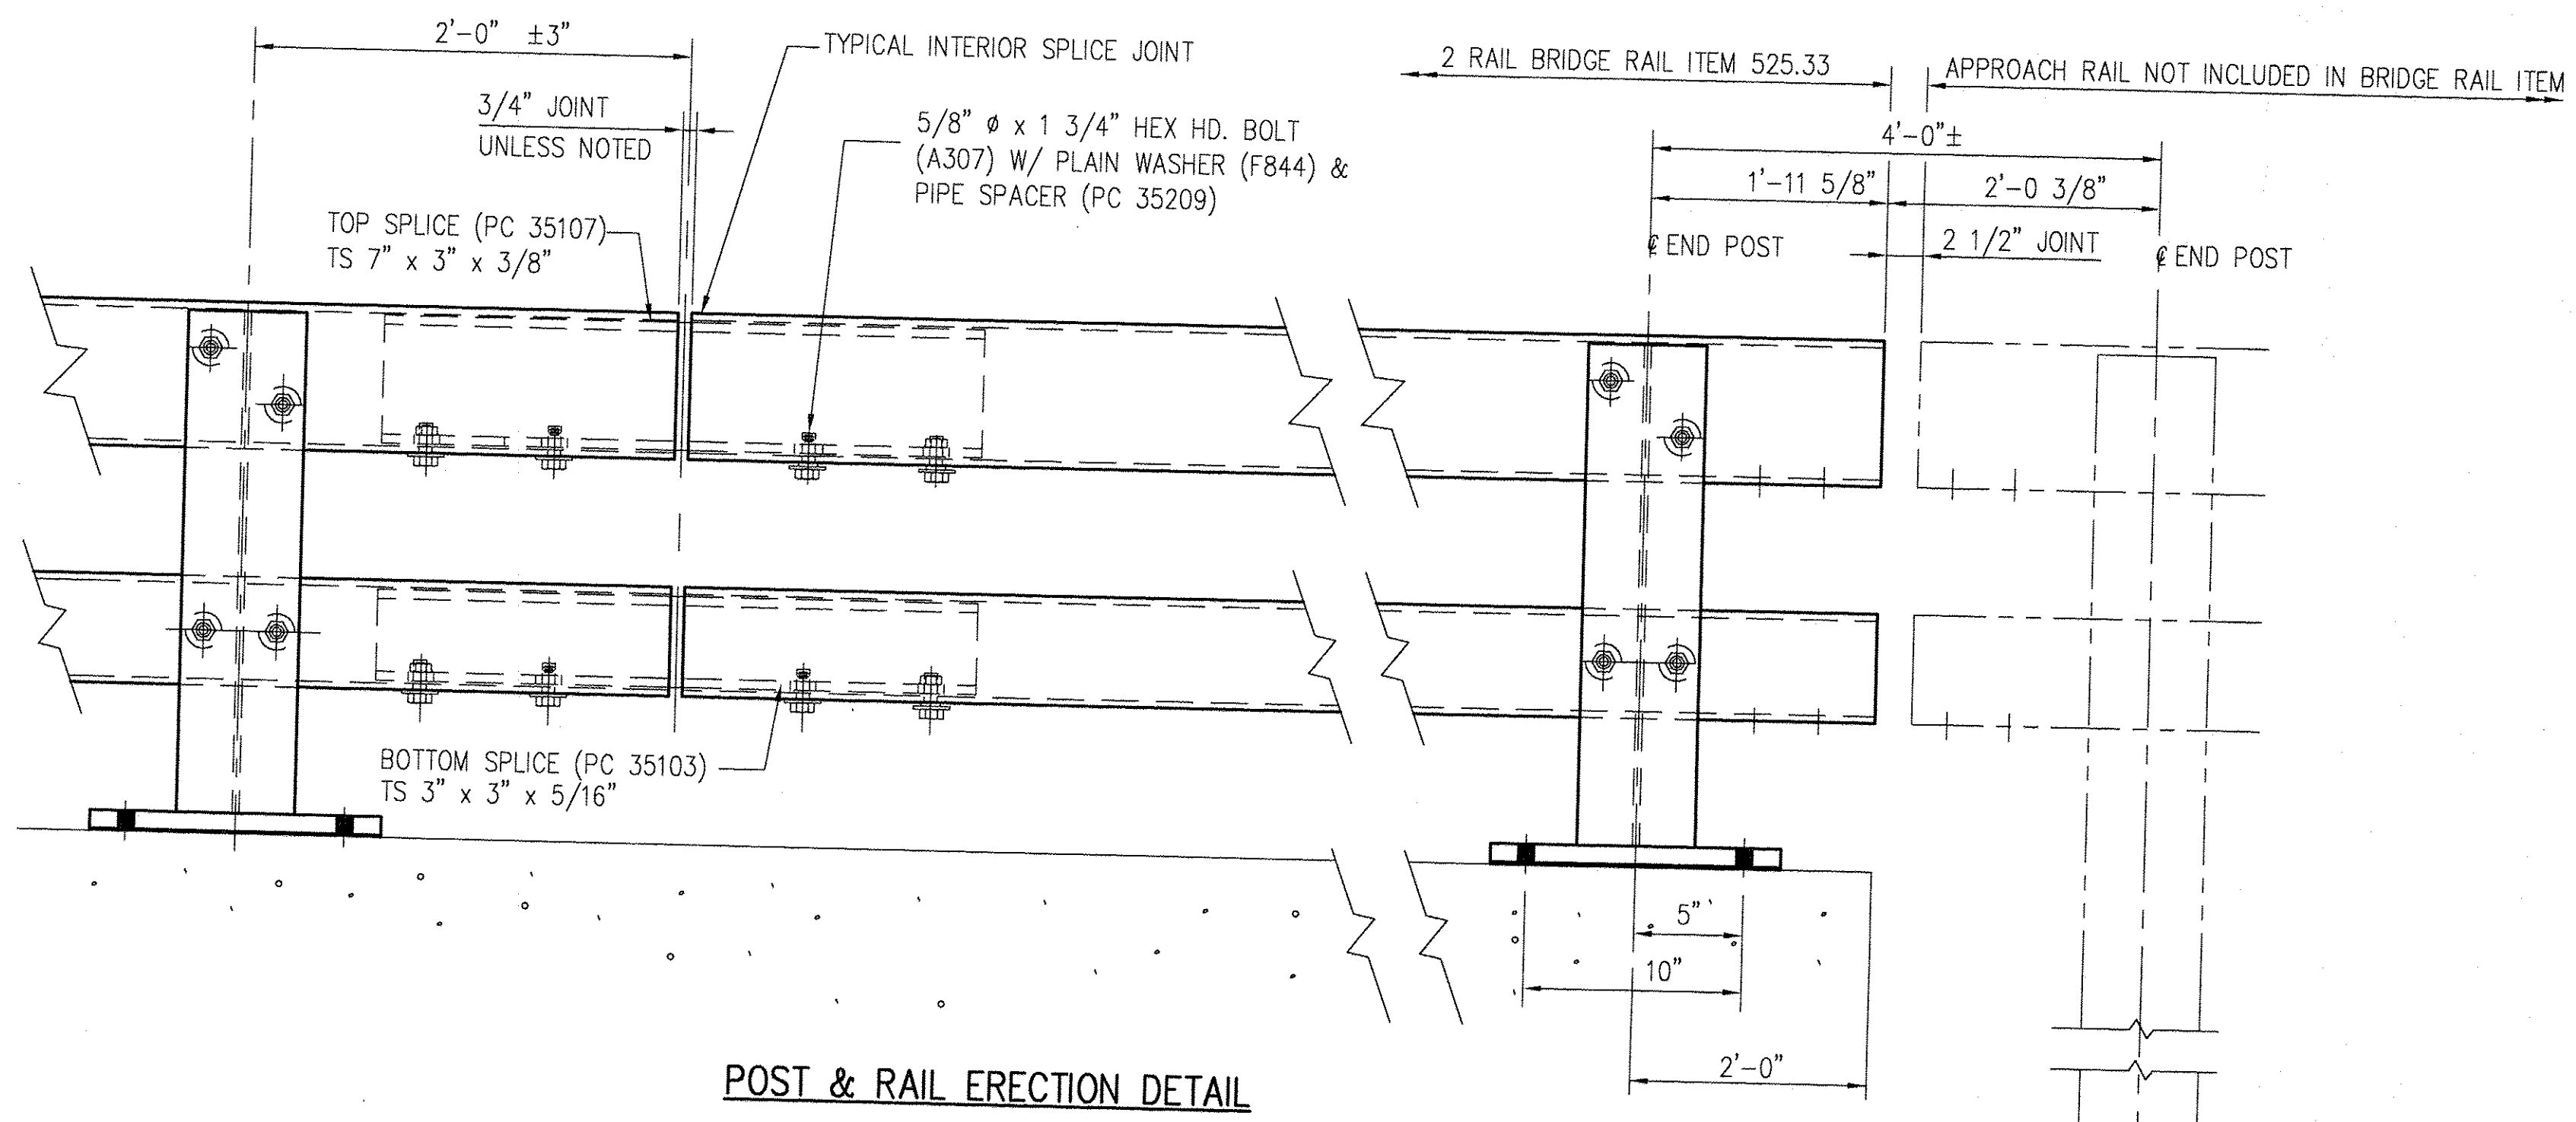 2'-0" ±3"
TYPICAL INTERIOR SPLICE JOINT
2 RAIL BRIDGE RAIL ITEM 525.33
APPROACH RAIL NOT INCLUDED IN BRIDGE RAIL ITEM
3/4" JOINT
UNLESS NOTED
5/8" ø x 1 3/4" HEX HD. BOLT
(A307) W/ PLAIN WASHER (F844) &
PIPE SPACER (PC 35209)
4'-0"±
1'-11 5/8"
2'-0 3/8"
TOP SPLICE (PC 35107)
TS 7" x 3" x 3/8"
℄ END POST
2 1/2" JOINT
℄ END POST
BOTTOM SPLICE (PC 35103)
TS 3" x 3" x 5/16"
5"
10"
2'-0"
POST & RAIL ERECTION DETAIL